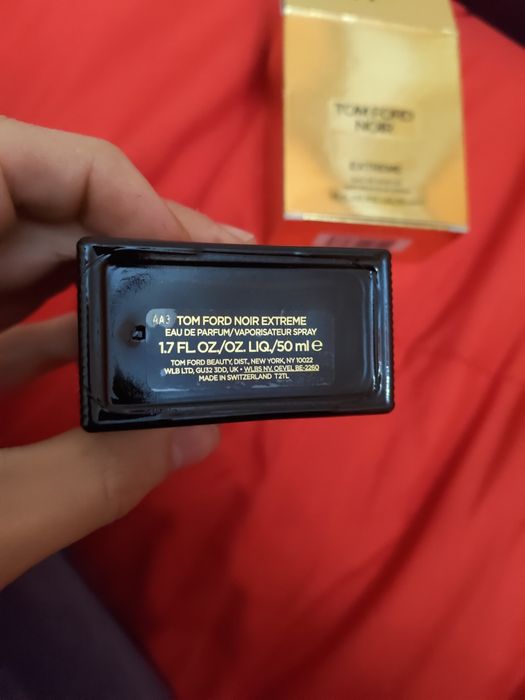 TOM FORD
NOIR
EXTREME
4A3 TOM FORD NOIR EXTREME
EAU DE PARFUM/VAPORISATEUR SPRAY
1.7 FL. OZ./OZ. LIQ./50 ml e
TOM FORD BEAUTY, DIST., NEW YORK, NY 10022
WLB LTD, GU32 3DD, UK • WLBS NV, OEVEL BE-2260
MADE IN SWITZERLAND T2TL